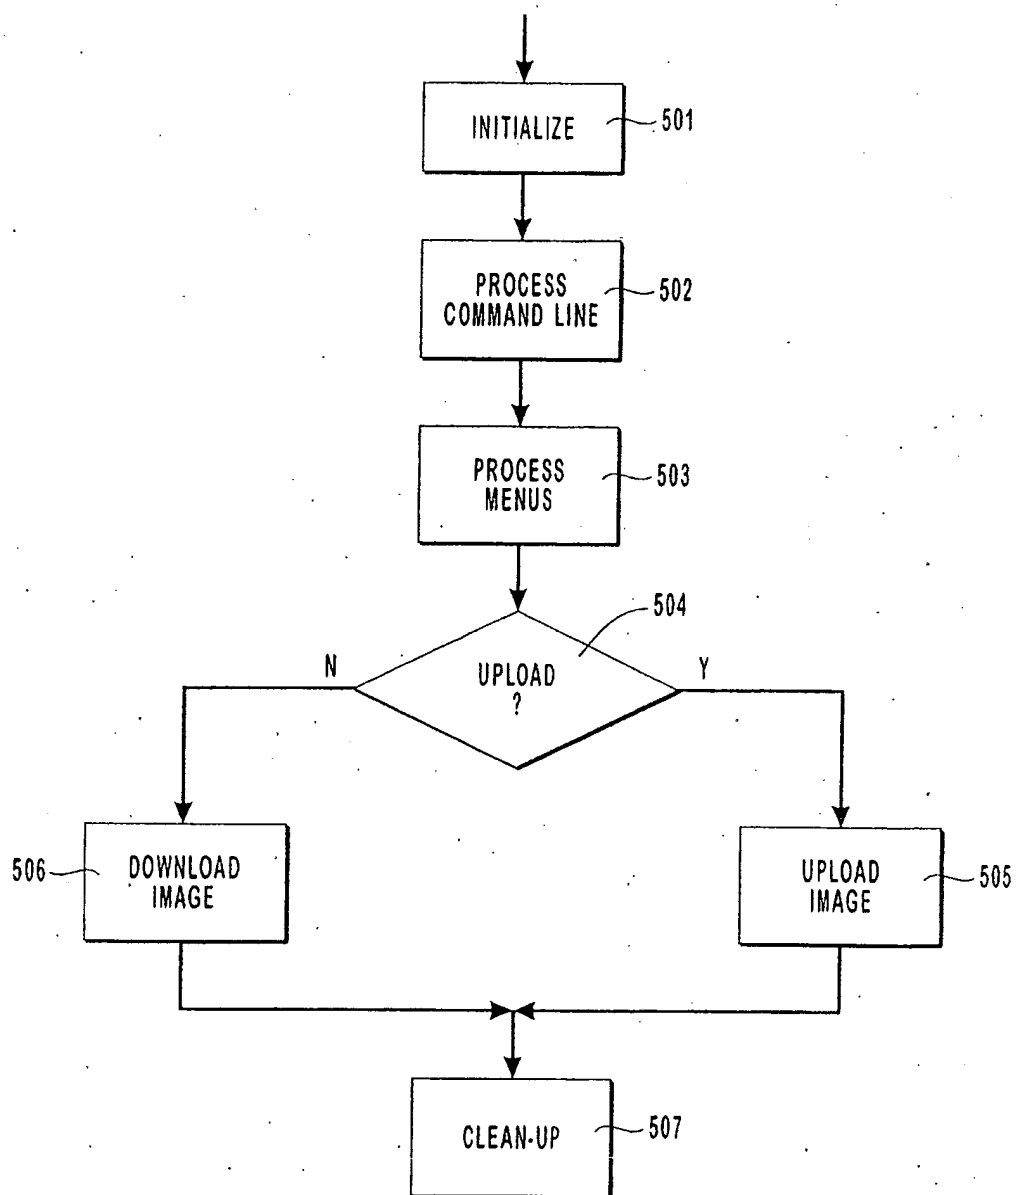 INITIALIZE
501
PROCESS
COMMAND LINE
502
PROCESS
MENUS
503
504
N
UPLOAD
?
Y
506
DOWNLOAD
IMAGE
UPLOAD
IMAGE
505
CLEAN-UP
507